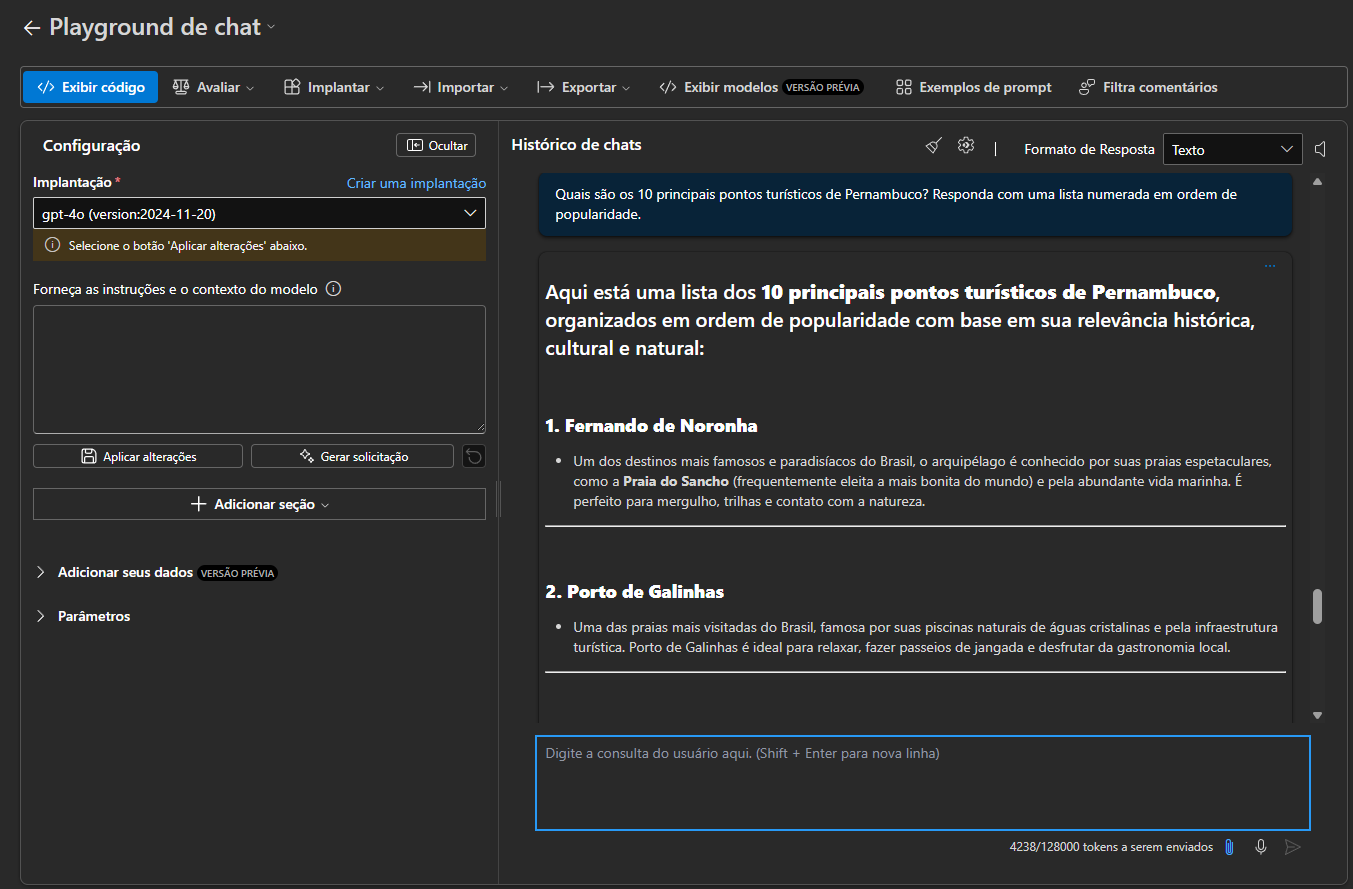 Playground de chat
Exibir código
Avaliar
Implantar
Importar
Exportar
Exibir modelos VERSÃO PRÉVIA
Exemplos de prompt
Filtra comentários
Configuração
Ocultar
Implantação *
Criar uma implantação
gpt-4o (version:2024-11-20)
Selecione o botão 'Aplicar alterações' abaixo.
Forneça as instruções e o contexto do modelo
Aplicar alterações
Gerar solicitação
Adicionar seção
Adicionar seus dados VERSÃO PRÉVIA
Parâmetros
Histórico de chats
Formato de Resposta
Texto
Quais são os 10 principais pontos turísticos de Pernambuco? Responda com uma lista numerada em ordem de
popularidade.
Aqui está uma lista dos 10 principais pontos turísticos de Pernambuco,
organizados em ordem de popularidade com base em sua relevância histórica,
cultural e natural:
1. Fernando de Noronha
• Um dos destinos mais famosos e paradisíacos do Brasil, o arquipélago é conhecido por suas praias espetaculares,
como a Praia do Sancho (frequentemente eleita a mais bonita do mundo) e pela abundante vida marinha. É
perfeito para mergulho, trilhas e contato com a natureza.
2. Porto de Galinhas
• Uma das praias mais visitadas do Brasil, famosa por suas piscinas naturais de águas cristalinas e pela infraestrutura
turística. Porto de Galinhas é ideal para relaxar, fazer passeios de jangada e desfrutar da gastronomia local.
Digite a consulta do usuário aqui. (Shift + Enter para nova linha)
4238/128000 tokens a serem enviados